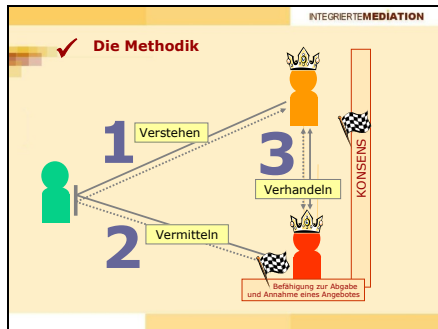 INTEGRIERTEMEDIATION
Die Methodik
1
Verstehen
3
Verhandeln
KONSENS
2
Vermitteln
Befähigung zur Abgabe
und Annahme eines Angebotes